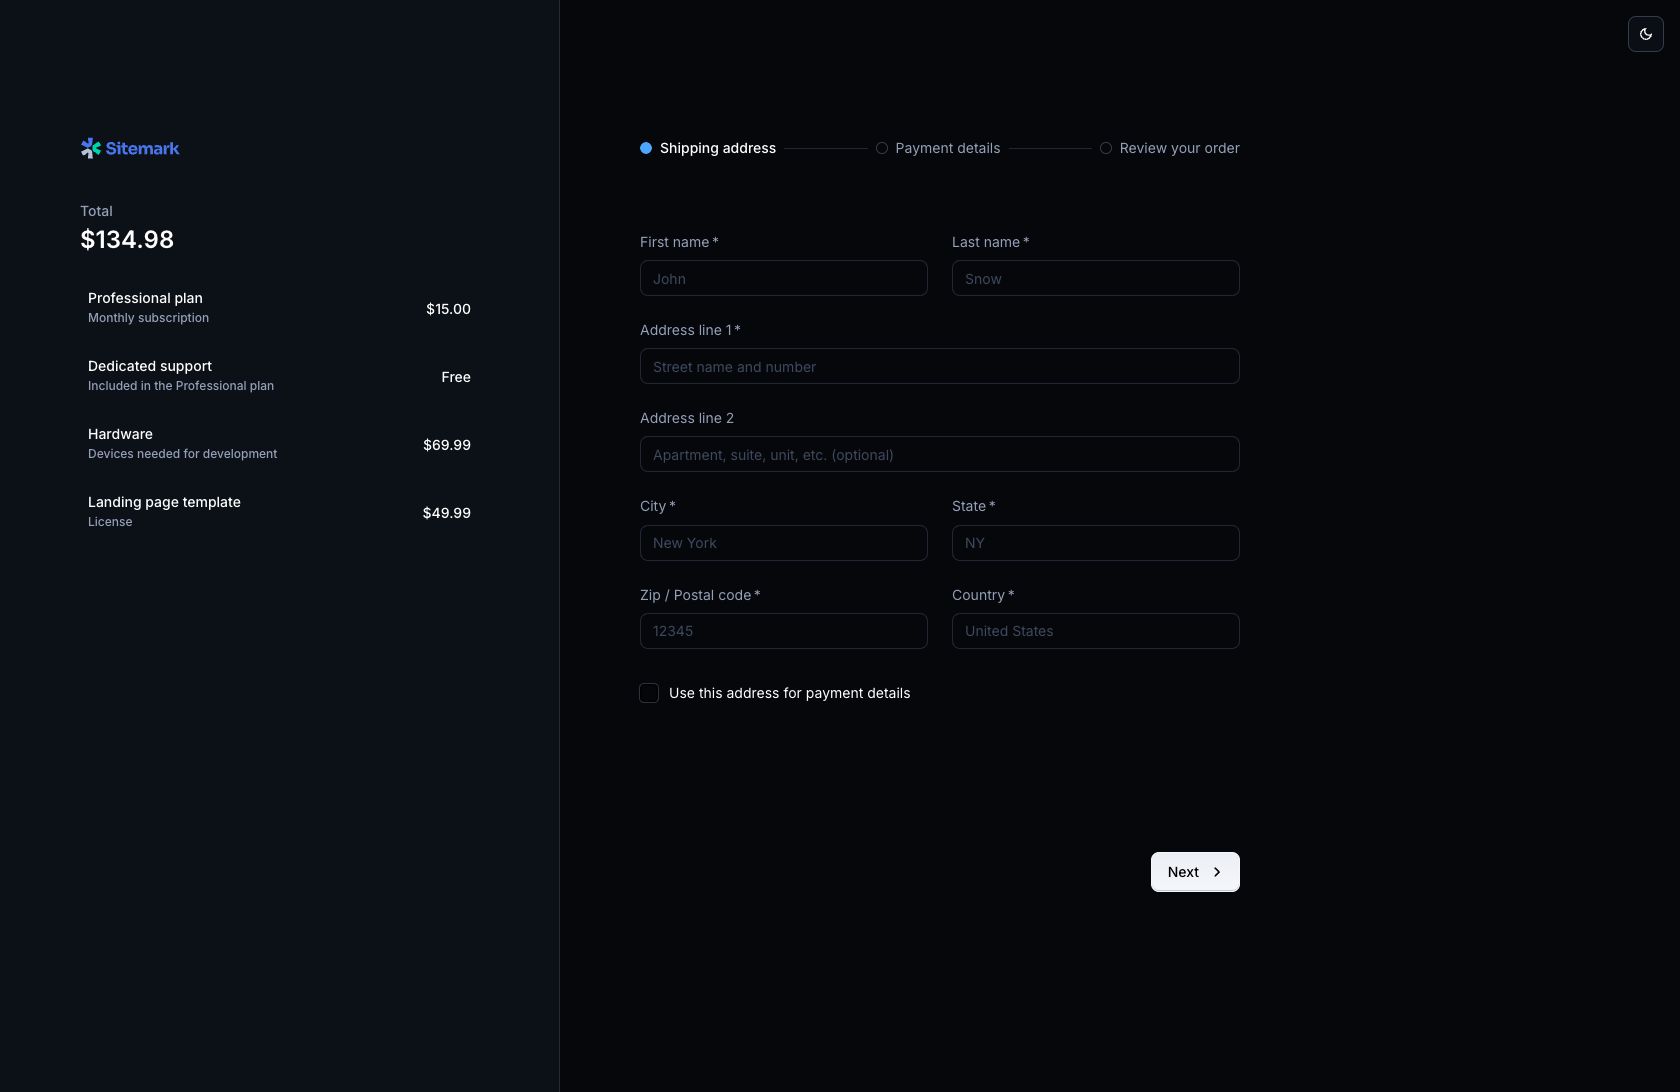 Sitemark
Total
$134.98
Professional plan
Monthly subscription
$15.00
Dedicated support
Included in the Professional plan
Free
Hardware
Devices needed for development
$69.99
Landing page template
License
$49.99
Shipping address
Payment details
Review your order
First name *
John
Last name *
Snow
Address line 1 *
Street name and number
Address line 2
Apartment, suite, unit, etc. (optional)
City *
New York
State *
NY
Zip / Postal code *
12345
Country *
United States
Use this address for payment details
Next